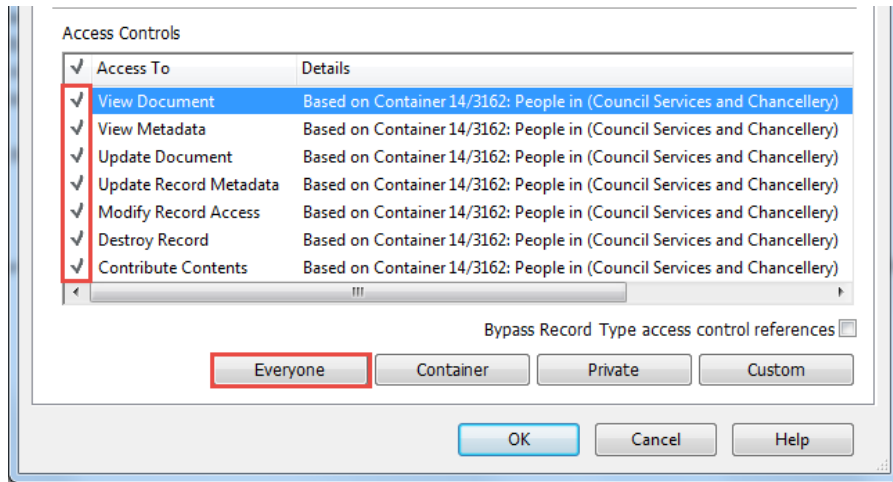 Access Controls
Access To Details
View Document Based on Container 14/3162: People in (Council Services and Chancellery)
View Metadata Based on Container 14/3162: People in (Council Services and Chancellery)
Update Document Based on Container 14/3162: People in (Council Services and Chancellery)
Update Record Metadata Based on Container 14/3162: People in (Council Services and Chancellery)
Modify Record Access Based on Container 14/3162: People in (Council Services and Chancellery)
Destroy Record Based on Container 14/3162: People in (Council Services and Chancellery)
Contribute Contents Based on Container 14/3162: People in (Council Services and Chancellery)
Bypass Record Type access control references
Everyone Container Private Custom
OK Cancel Help